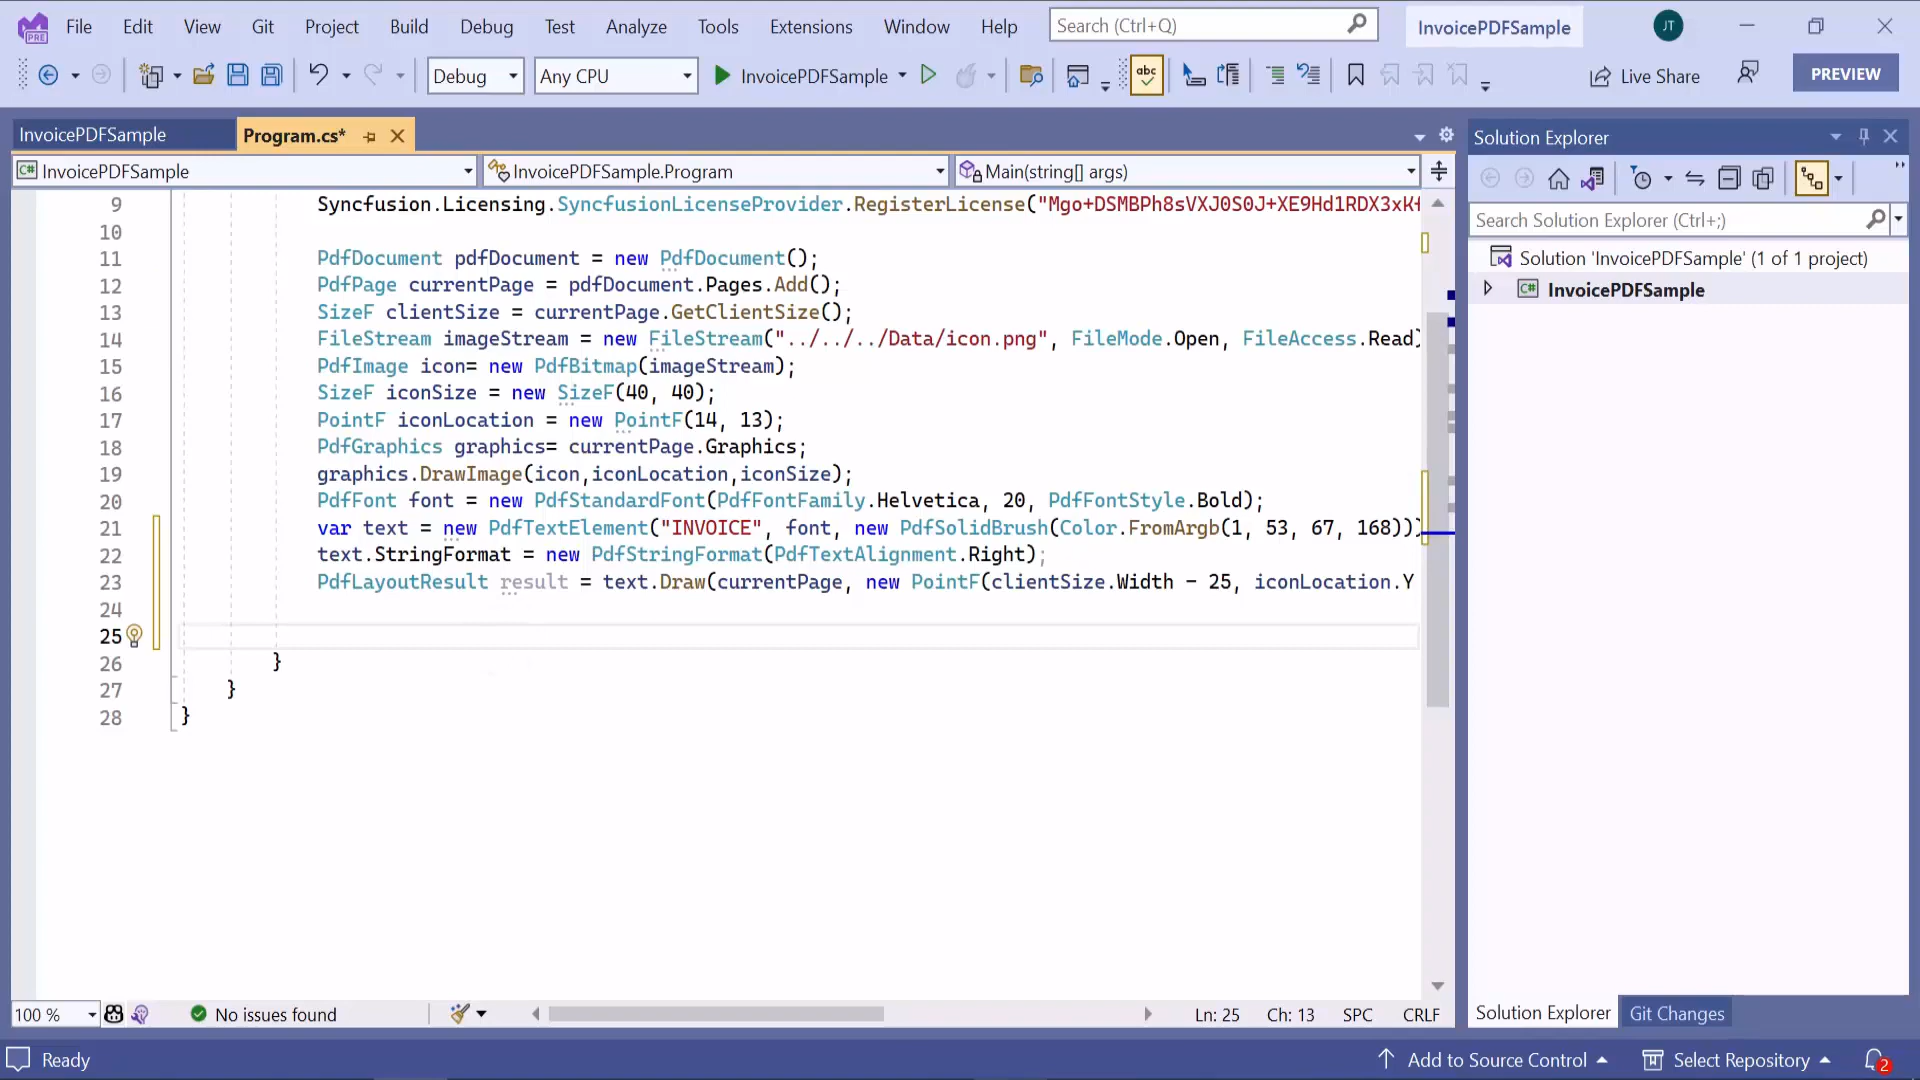 File Edit View Git Project Build Debug Test Analyze Tools Extensions Window Help Search (Ctrl+Q) InvoicePDFSample JT
Debug Any CPU InvoicePDFSample abc Live Share PREVIEW
InvoicePDFSample Program.cs*
InvoicePDFSample InvoicePDFSample.Program Main(string[] args)
9 Syncfusion.Licensing.SyncfusionLicenseProvider.RegisterLicense("Mgo+DSMBPh8sVXJ0S0J+XE9Hd1RDX3xK
10
11 PdfDocument pdfDocument = new PdfDocument();
12 PdfPage currentPage = pdfDocument.Pages.Add();
13 SizeF clientSize = currentPage.GetClientSize();
14 FileStream imageStream = new FileStream("../../../Data/icon.png", FileMode.Open, FileAccess.Read)
15 PdfImage icon= new PdfBitmap(imageStream);
16 SizeF iconSize = new SizeF(40, 40);
17 PointF iconLocation = new PointF(14, 13);
18 PdfGraphics graphics= currentPage.Graphics;
19 graphics.DrawImage(icon,iconLocation,iconSize);
20 PdfFont font = new PdfStandardFont(PdfFontFamily.Helvetica, 20, PdfFontStyle.Bold);
21 var text = new PdfTextElement("INVOICE", font, new PdfSolidBrush(Color.FromArgb(1, 53, 67, 168)))
22 text.StringFormat = new PdfStringFormat(PdfTextAlignment.Right);
23 PdfLayoutResult result = text.Draw(currentPage, new PointF(clientSize.Width - 25, iconLocation.Y
24
25
26 }
27 }
28 }
100 % No issues found Ln: 25 Ch: 13 SPC CRLF
Solution Explorer
Search Solution Explorer (Ctrl+;)
Solution 'InvoicePDFSample' (1 of 1 project)
C# InvoicePDFSample
Solution Explorer Git Changes
Ready Add to Source Control Select Repository 2